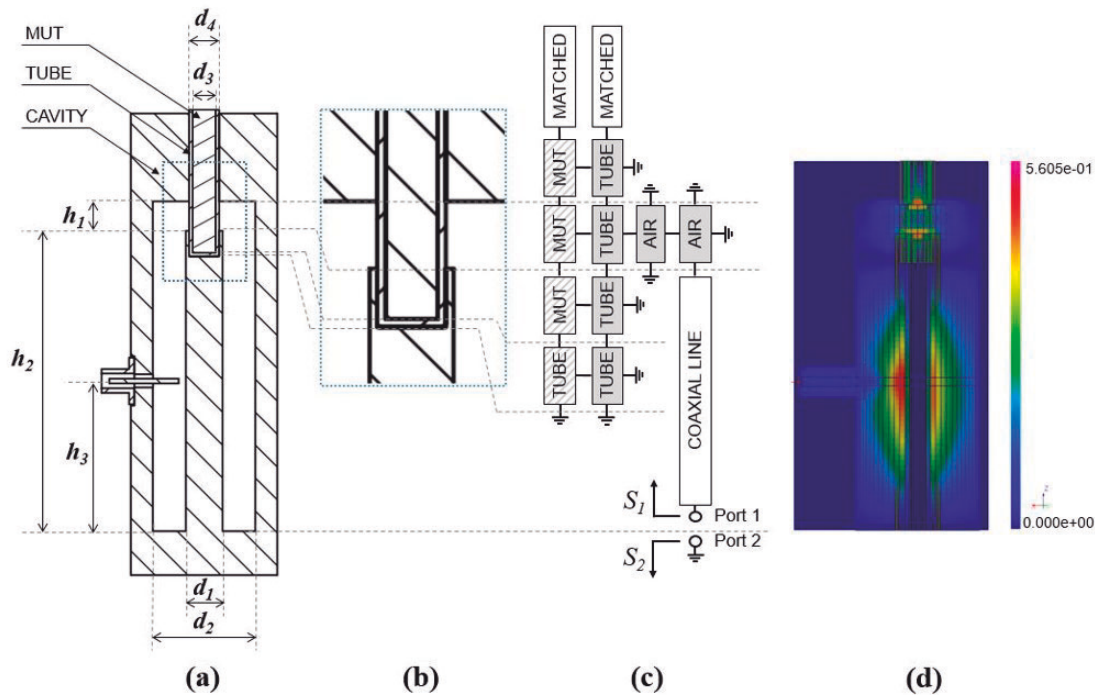 MUT
TUBE
CAVITY
d4
d3
h1
h2
h3
d1
d2
MATCHED
MATCHED
MUT
TUBE
MUT
TUBE
AIR
AIR
MUT
TUBE
TUBE
TUBE
COAXIAL LINE
S1
Port 1
S2
Port 2
5.605e-01
0.000e+00
z
(a)
(b)
(c)
(d)